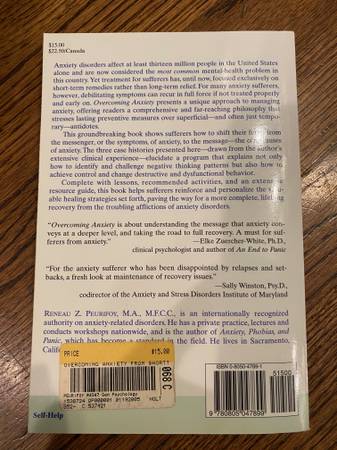 $15.00
$22.50/Canada
Anxiety disorders affect at least thirteen million people in the United States
alone and are now considered the most common mental-health problem in
this country. Yet treatment for sufferers has, until now, focused exclusively on
short-term remedies rather than long-term relief. For many anxiety sufferers,
however, debilitating symptoms can recur in full force if not treated properly
and early on. Overcoming Anxiety presents a unique approach to managing
anxiety, offering readers a comprehensive and far-reaching philosophy that
stresses lasting preventive measures over superficial—and often just tempo-
rary—antidotes.
This groundbreaking book shows sufferers how to shift their from
the messenger, or the symptoms, of anxiety, to the message—the causes
of anxiety. The three case histories presented here—drawn from the author's
extensive clinical experience—elucidate a program that explains not only
how to identify and challenge negative thinking patterns but also how to
achieve control and change destructive and dysfunctional behavior.
Complete with lessons, recommended activities, and an extensive
resource guide, this book helps sufferers reinforce and personalize the
able healing strategies set forth, paving the way for a more complete, lifelong
recovery from the troubling afflictions of anxiety disorders.
"Overcoming Anxiety is about understanding the message that anxiety con-
veys at a deeper level, and taking the road to full recovery. A must for suf-
ferers from anxiety."
—Elke Zuercher-White, Ph.D.,
clinical psychologist and author of An End to Panic
"For the anxiety sufferer who has been disappointed by relapses and set-
backs, a fresh look at maintenance of recovery issues."
—Sally Winston, Psy.D.,
codirector of the Anxiety and Stress Disorders Institute of Maryland
RENEAU Z. PEURIFOY, M.A., M.F.C.C., is an internationally recognized
authority on anxiety-related disorders. He has a private practice, lectures and
conducts workshops nationwide, and is the author of Anxiety, Phobias, and
Panic, which has become a standard in the field. He lives in Sacramento,
Califo
PRICE $15.00
OVERCOMING ANXIETY FROM SHORTT
068 C
PEURIFOY Psychology
HOLT
C 537421
ISBN 0-8050-4789-1
51500
9 780805 047899
Self-Help